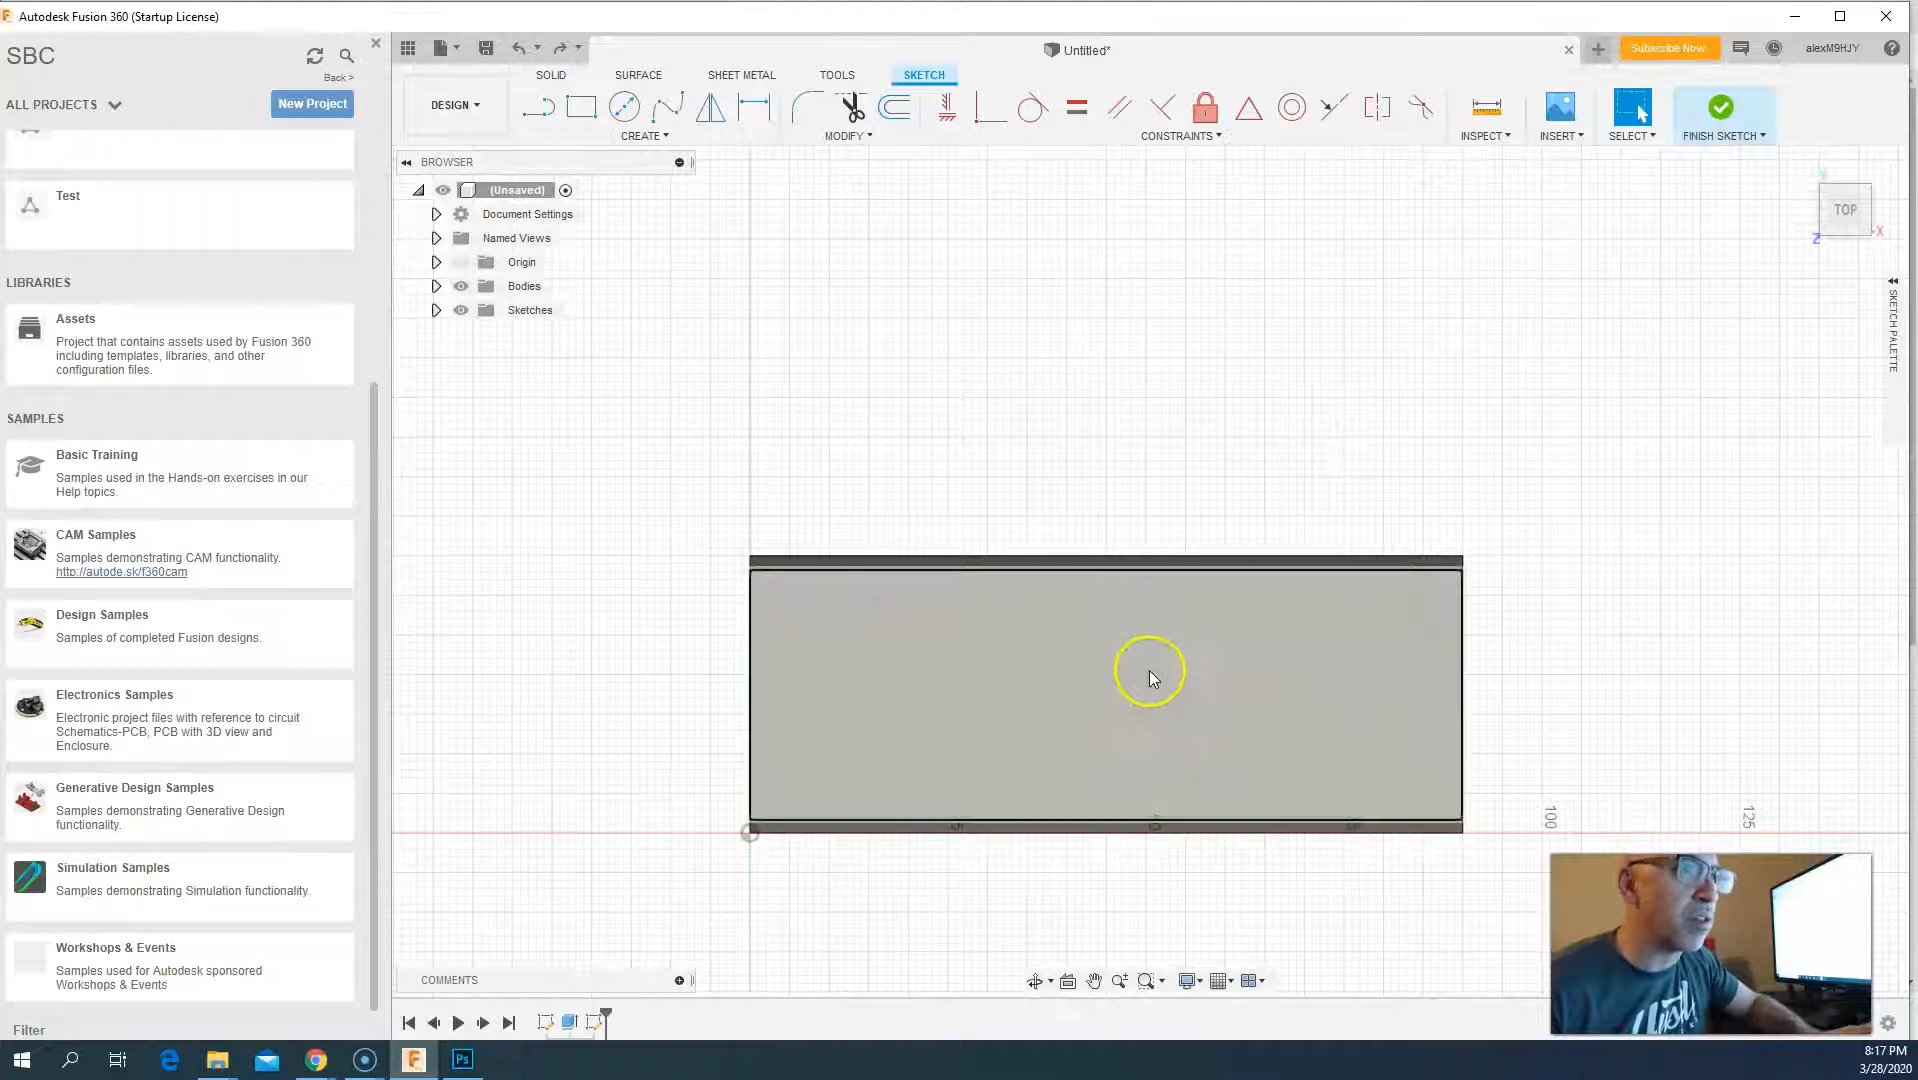 Autodesk Fusion 360 (Startup License)
SBC
Back >
ALL PROJECTS
New Project
Test
LIBRARIES
Assets
Project that contains assets used by Fusion 360
including templates, libraries, and other
configuration files.
SAMPLES
Basic Training
Samples used in the Hands-on exercises in our
Help topics.
CAM Samples
Samples demonstrating CAM functionality.
http://autode.sk/f360cam
Design Samples
Samples of completed Fusion designs.
Electronics Samples
Electronic project files with reference to circuit
Schematics-PCB, PCB with 3D view and
Enclosure.
Generative Design Samples
Samples demonstrating Generative Design
functionality.
Simulation Samples
Samples demonstrating Simulation functionality.
Workshops & Events
Samples used for Autodesk sponsored
Workshops & Events
Filter
Untitled*
Subscribe Now
alexM9HJY
SOLID
SURFACE
SHEET METAL
TOOLS
SKETCH
DESIGN
CREATE
MODIFY
CONSTRAINTS
INSPECT
INSERT
SELECT
FINISH SKETCH
BROWSER
(Unsaved)
Document Settings
Named Views
Origin
Bodies
Sketches
TOP
X
Z
SKETCH PALETTE
100
125
COMMENTS
Ps
8:17 PM
3/28/2020